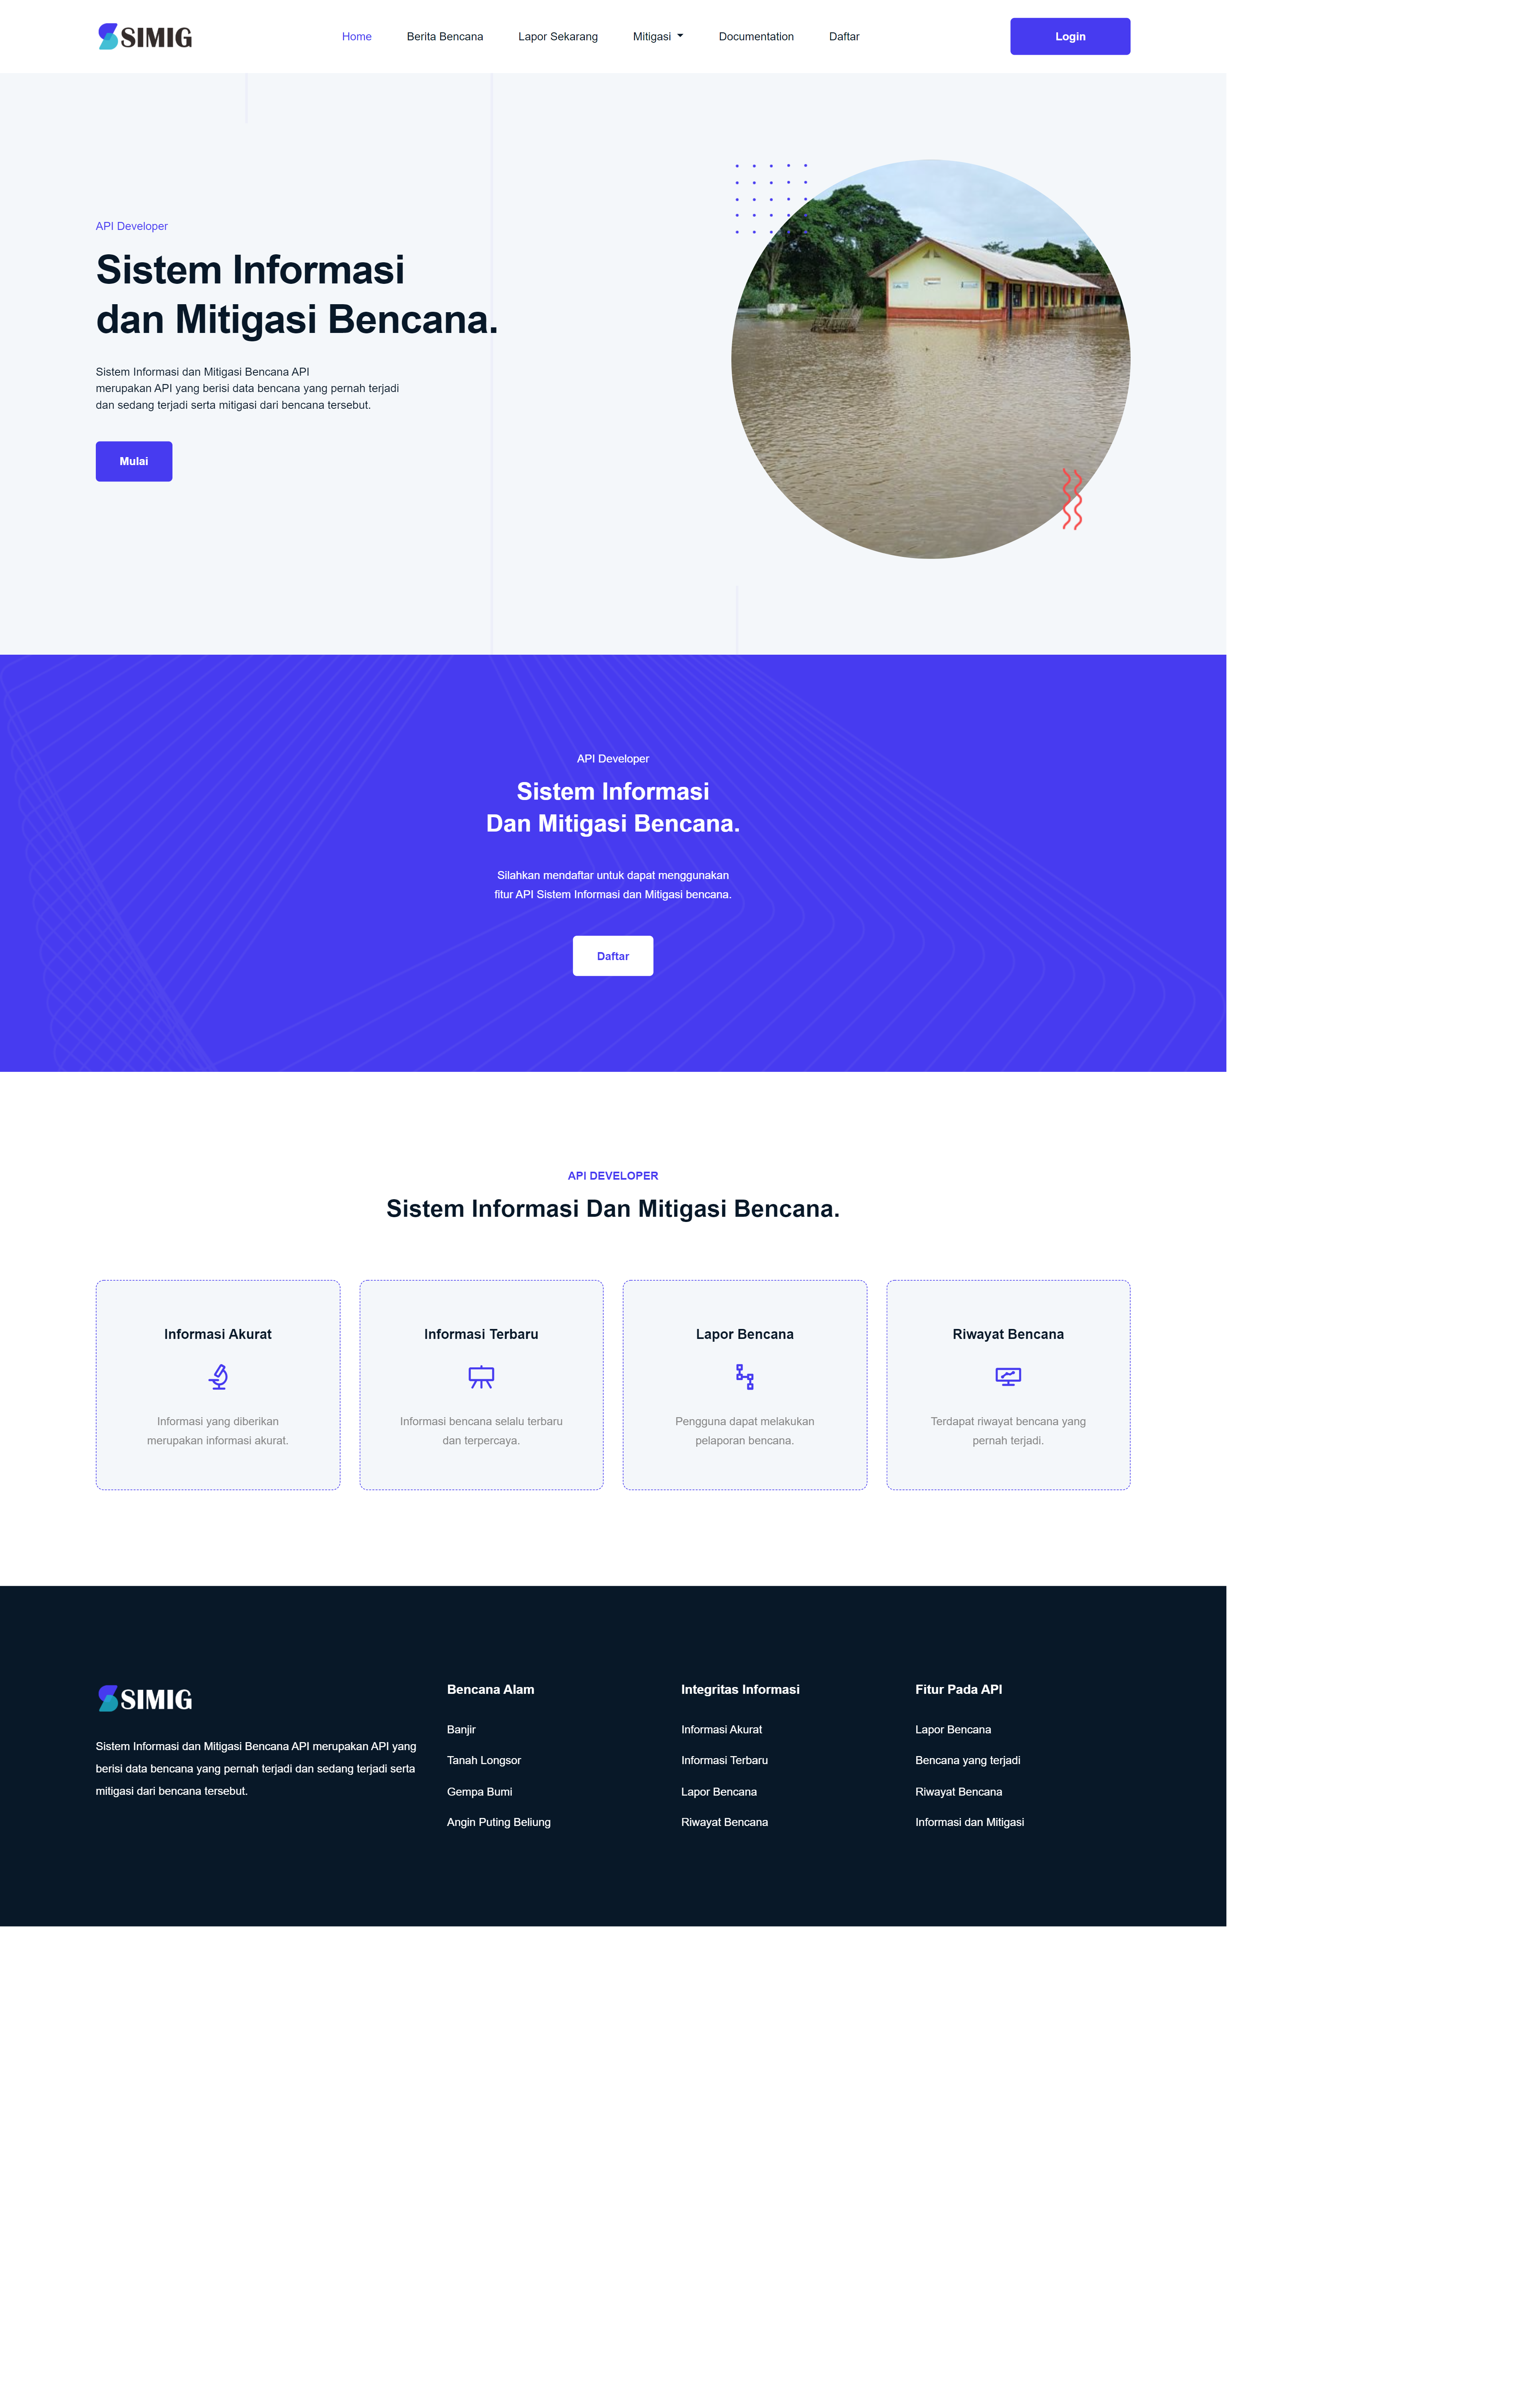 SIMIG
Home
Berita Bencana
Lapor Sekarang
Mitigasi
Documentation
Daftar
Login
API Developer
Sistem Informasi
dan Mitigasi Bencana.
Sistem Informasi dan Mitigasi Bencana API
merupakan API yang berisi data bencana yang pernah terjadi
dan sedang terjadi serta mitigasi dari bencana tersebut.
Mulai
API Developer
Sistem Informasi
Dan Mitigasi Bencana.
Silahkan mendaftar untuk dapat menggunakan
fitur API Sistem Informasi dan Mitigasi bencana.
Daftar
API DEVELOPER
Sistem Informasi Dan Mitigasi Bencana.
Informasi Akurat
Informasi yang diberikan
merupakan informasi akurat.
Informasi Terbaru
Informasi bencana selalu terbaru
dan terpercaya.
Lapor Bencana
Pengguna dapat melakukan
pelaporan bencana.
Riwayat Bencana
Terdapat riwayat bencana yang
pernah terjadi.
SIMIG
Sistem Informasi dan Mitigasi Bencana API merupakan API yang
berisi data bencana yang pernah terjadi dan sedang terjadi serta
mitigasi dari bencana tersebut.
Bencana Alam
Banjir
Tanah Longsor
Gempa Bumi
Angin Puting Beliung
Integritas Informasi
Informasi Akurat
Informasi Terbaru
Lapor Bencana
Riwayat Bencana
Fitur Pada API
Lapor Bencana
Bencana yang terjadi
Riwayat Bencana
Informasi dan Mitigasi